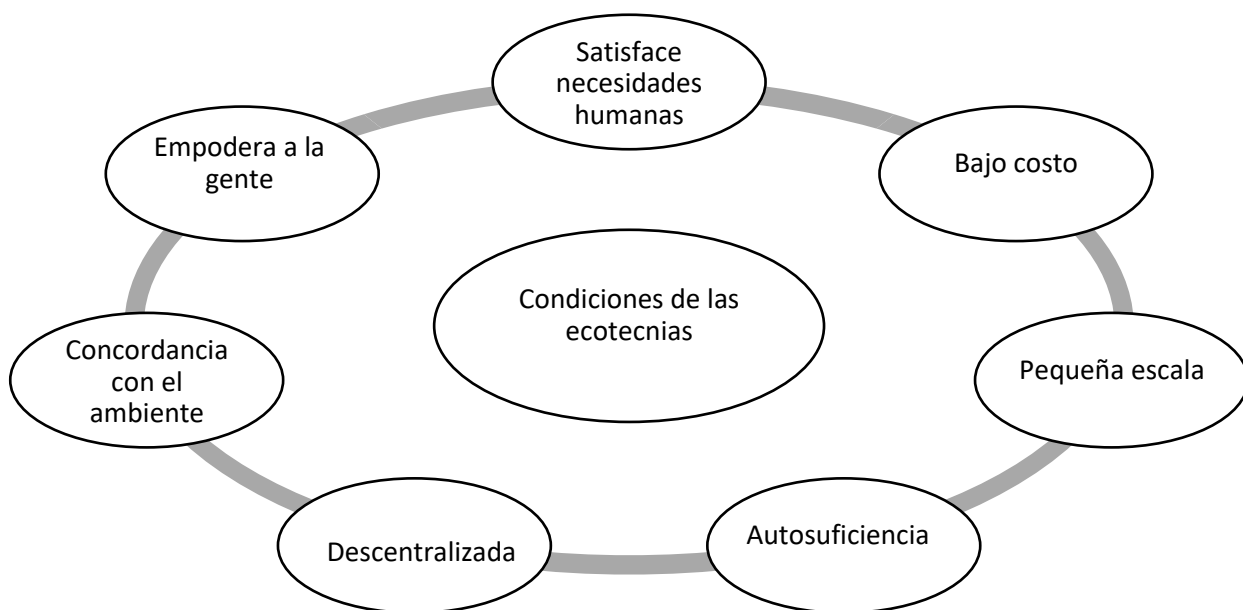 Satisface
necesidades
humanas
Bajo costo
Pequeña escala
Autosuficiencia
Descentralizada
Concordancia
con el
ambiente
Empodera a la
gente
Condiciones de las
ecotecnias